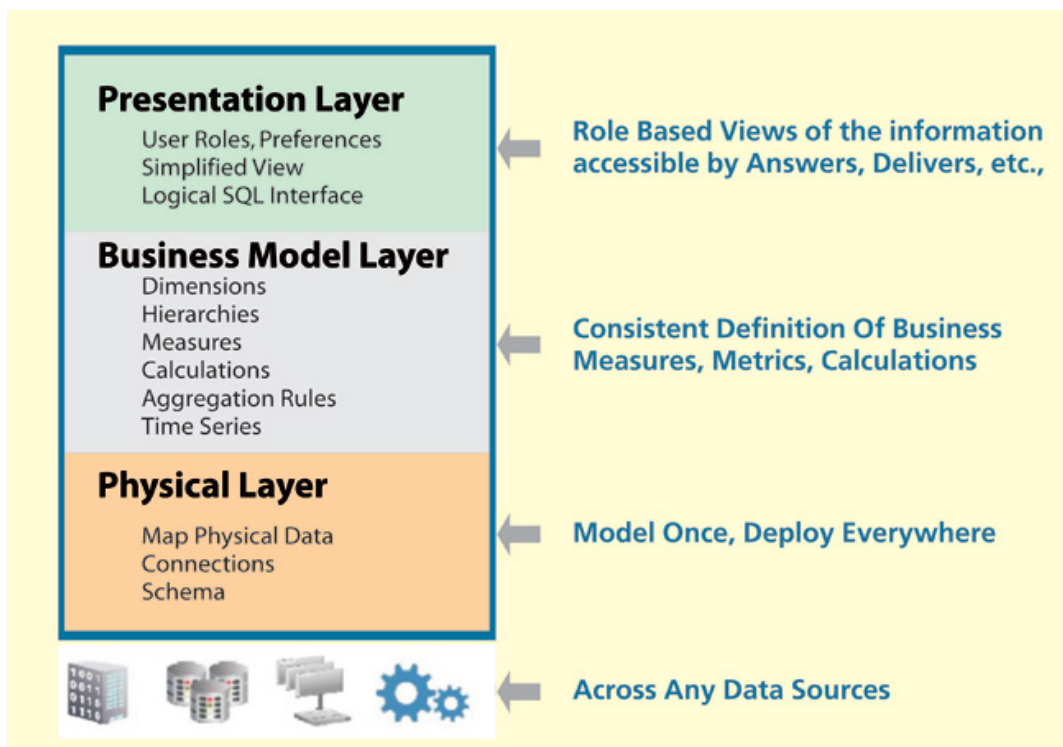 Presentation Layer
User Roles, Preferences
Simplified View
Logical SQL Interface
Role Based Views of the information
accessible by Answers, Delivers, etc.,
Business Model Layer
Dimensions
Hierarchies
Measures
Calculations
Aggregation Rules
Time Series
Consistent Definition Of Business
Measures, Metrics, Calculations
Physical Layer
Map Physical Data
Connections
Schema
Model Once, Deploy Everywhere
Across Any Data Sources